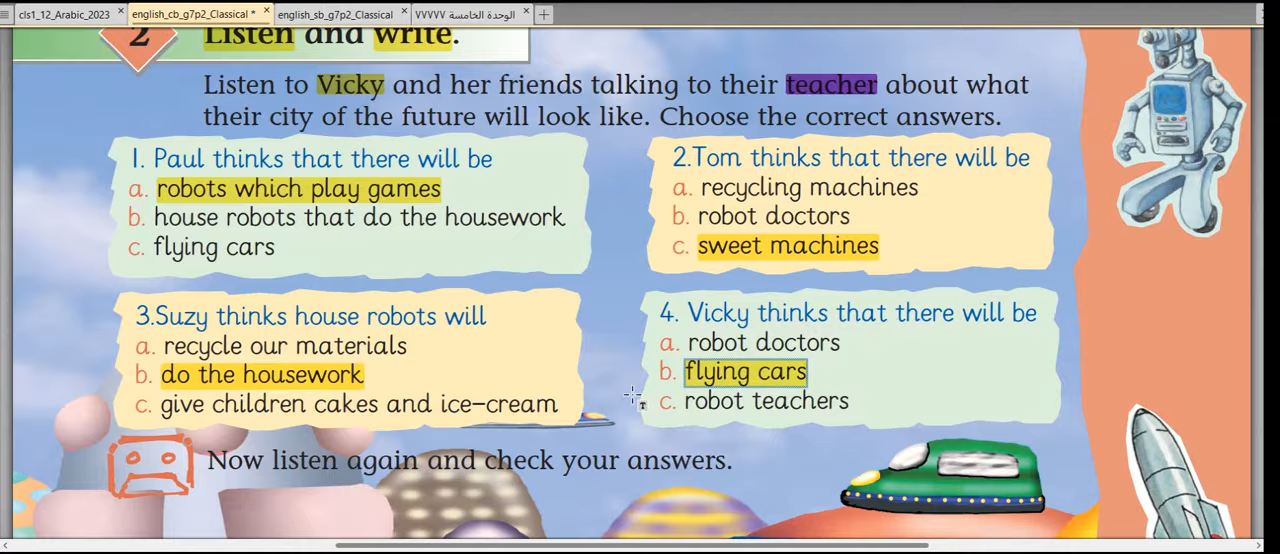 cls1_12_Arabic_2023
english_cb_g7p2_Classical *
english_sb_g7p2_Classical
الوحدة الخامسة ٧٧٧٧٧
2
Listen and write.
Listen to Vicky and her friends talking to their teacher about what
their city of the future will look like. Choose the correct answers.
1. Paul thinks that there will be
a. robots which play games
b. house robots that do the housework
c. flying cars
2.Tom thinks that there will be
a. recycling machines
b. robot doctors
c. sweet machines
3.Suzy thinks house robots will
a. recycle our materials
b. do the housework
c. give children cakes and ice-cream
4. Vicky thinks that there will be
a. robot doctors
b. flying cars
c. robot teachers
Now listen again and check your answers.